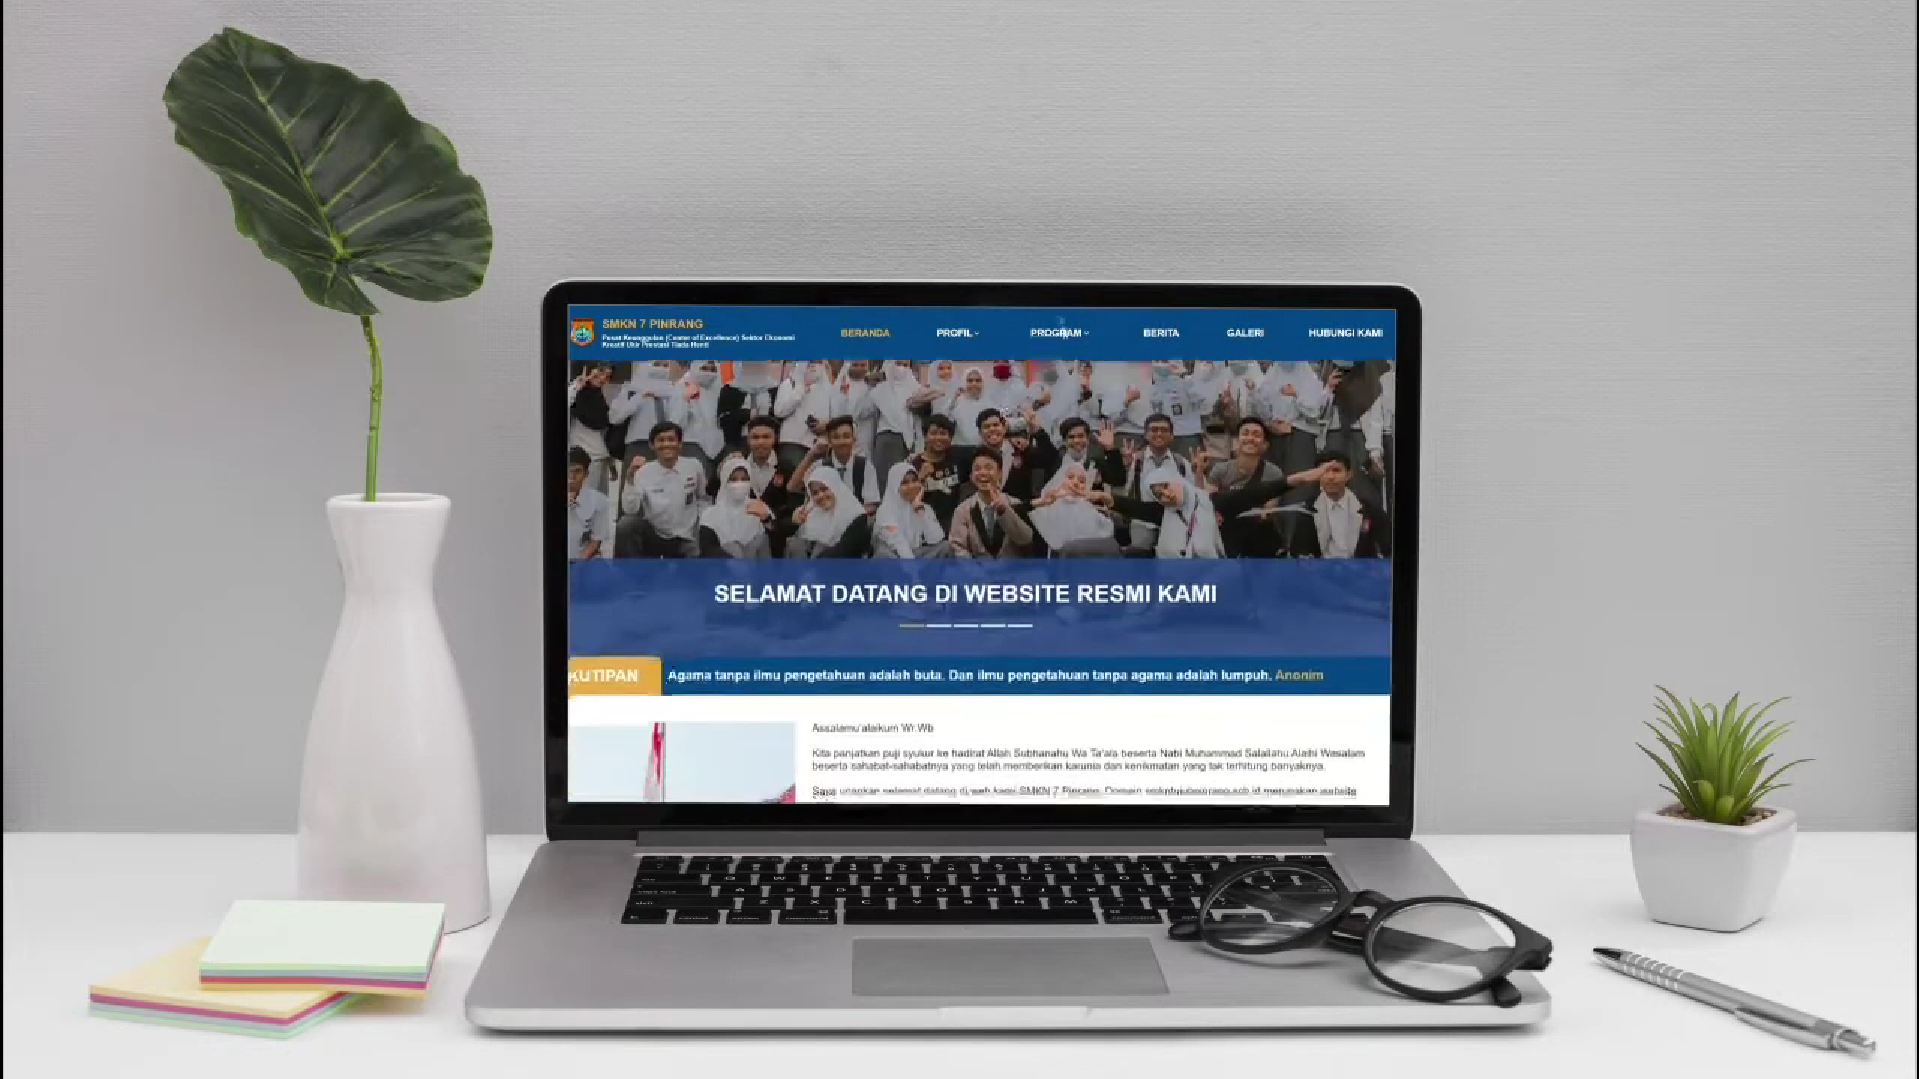 SMKN 7 PINRANG
Pusat Keunggulan (Center of Excellence) Sektor Ekonomi
Kreatif Ukir Prestasi Tiada Henti
BERANDA PROFIL PROGRAM BERITA GALERI HUBUNGI KAMI
SELAMAT DATANG DI WEBSITE RESMI KAMI
KUTIPAN Agama tanpa ilmu pengetahuan adalah buta. Dan ilmu pengetahuan tanpa agama adalah lumpuh. Anonim
Assalamu'alaikum Wr.Wb
Kita panjatkan puji syukur ke hadirat Allah Subhanahu Wa Ta'ala beserta Nabi Muhammad Salallahu Aleihi Wasalam
beserta sahabat-sahabatnya yang telah memberikan karunia dan kenikmatan yang tak terhitung banyaknya.
Saya ucapkan selamat datang di web kami SMKN 7 Pinrang. Domain merupakan website